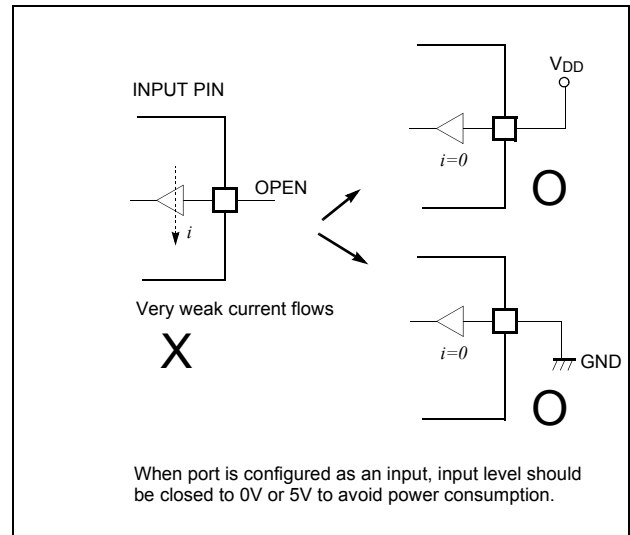 INPUT PIN
OPEN
i
Very weak current flows
X
VDD
i=0
O
i=0
GND
O
When port is configured as an input, input level should
be closed to 0V or 5V to avoid power consumption.